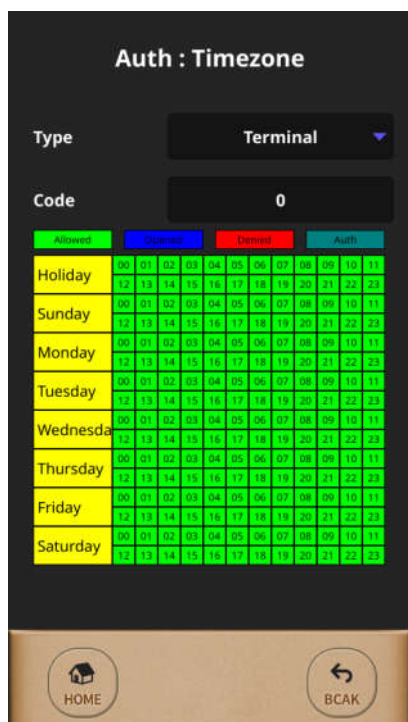 Auth : Timezone
Type Terminal
Code 0
Allowed Opened Denied Auth
Holiday 00 01 02 03 04 05 06 07 08 09 10 11
12 13 14 15 16 17 18 19 20 21 22 23
Sunday 00 01 02 03 04 05 06 07 08 09 10 11
12 13 14 15 16 17 18 19 20 21 22 23
Monday 00 01 02 03 04 05 06 07 08 09 10 11
12 13 14 15 16 17 18 19 20 21 22 23
Tuesday 00 01 02 03 04 05 06 07 08 09 10 11
12 13 14 15 16 17 18 19 20 21 22 23
Wednesda 00 01 02 03 04 05 06 07 08 09 10 11
12 13 14 15 16 17 18 19 20 21 22 23
Thursday 00 01 02 03 04 05 06 07 08 09 10 11
12 13 14 15 16 17 18 19 20 21 22 23
Friday 00 01 02 03 04 05 06 07 08 09 10 11
12 13 14 15 16 17 18 19 20 21 22 23
Saturday 00 01 02 03 04 05 06 07 08 09 10 11
12 13 14 15 16 17 18 19 20 21 22 23
HOME BCAK